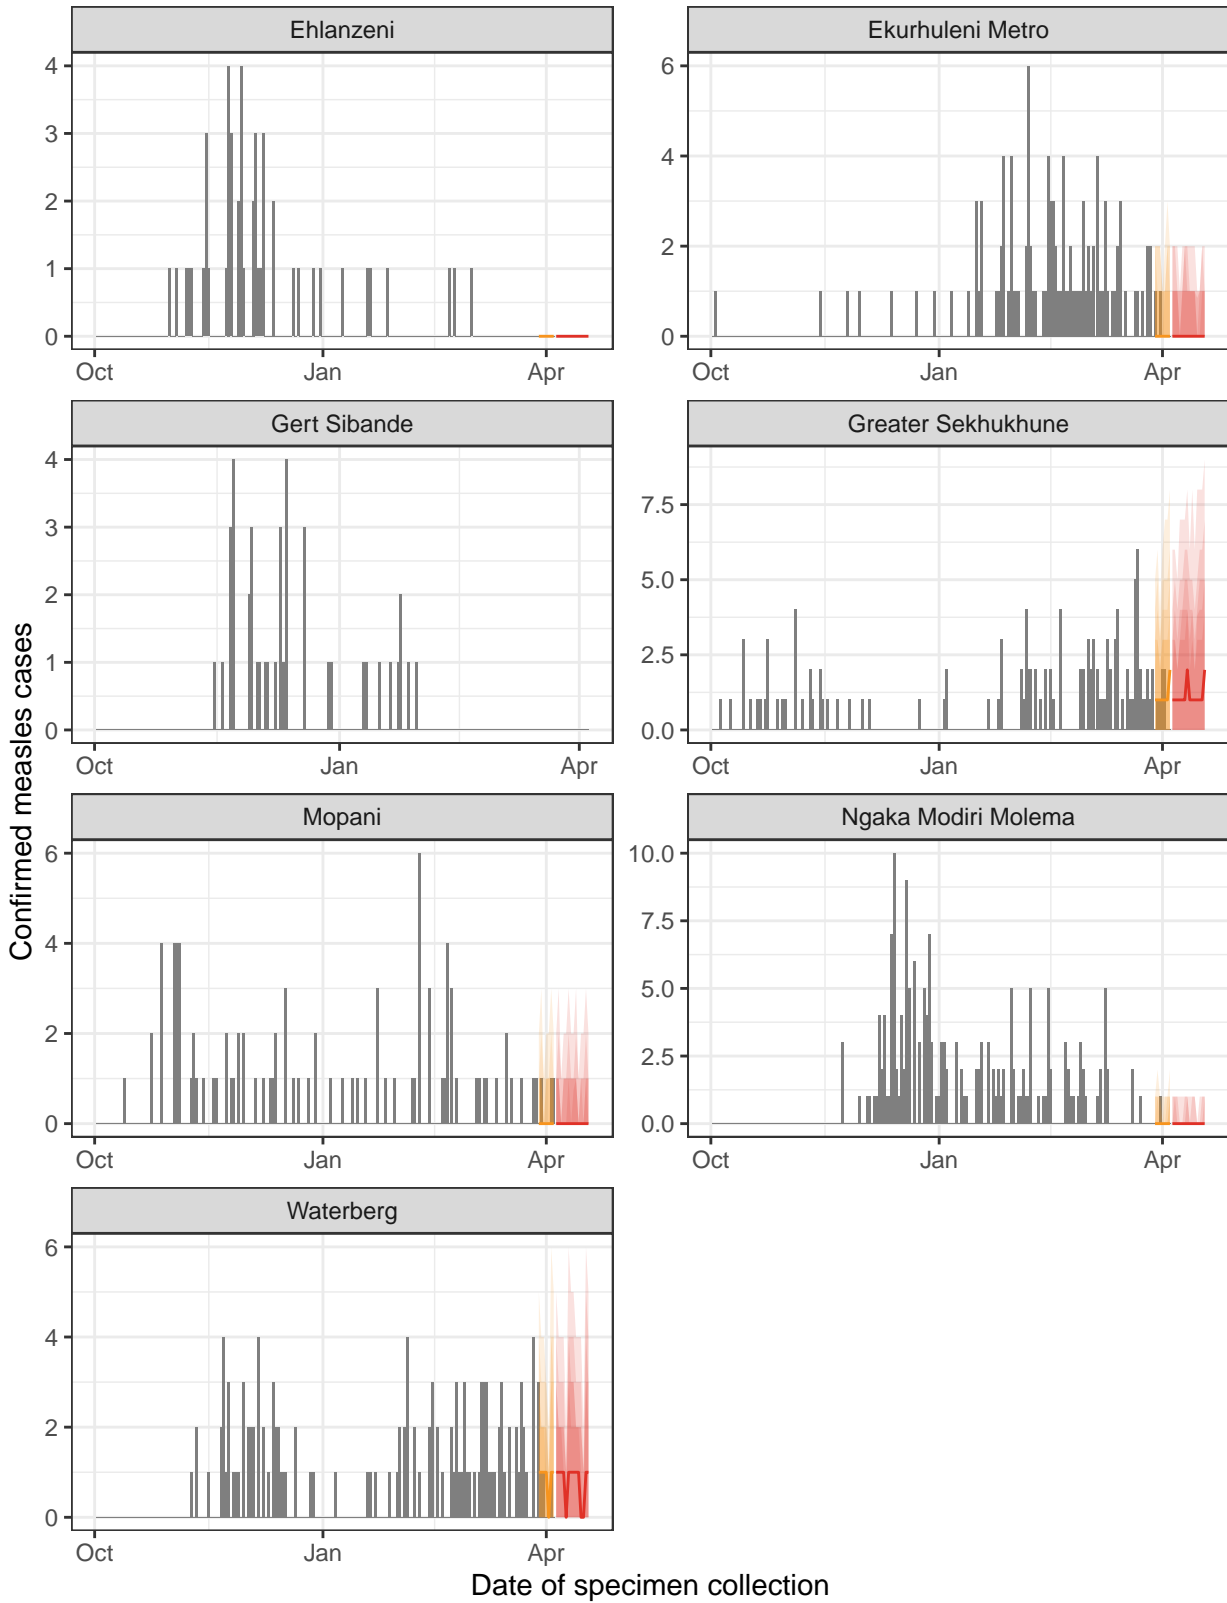 Ehlanzeni
Ekurhuleni Metro
4
3
2
1
0
Oct Jan Apr
6
4
2
0
Oct Jan Apr
Gert Sibande
Greater Sekhukhune
4
3
2
1
0
Oct Jan Apr
7.5
5.0
2.5
0.0
Oct Jan Apr
Confirmed measles cases
Mopani
Ngaka Modiri Molema
6
4
2
0
Oct Jan Apr
10.0
7.5
5.0
2.5
0.0
Oct Jan Apr
Waterberg
6
4
2
0
Oct Jan Apr
Date of specimen collection